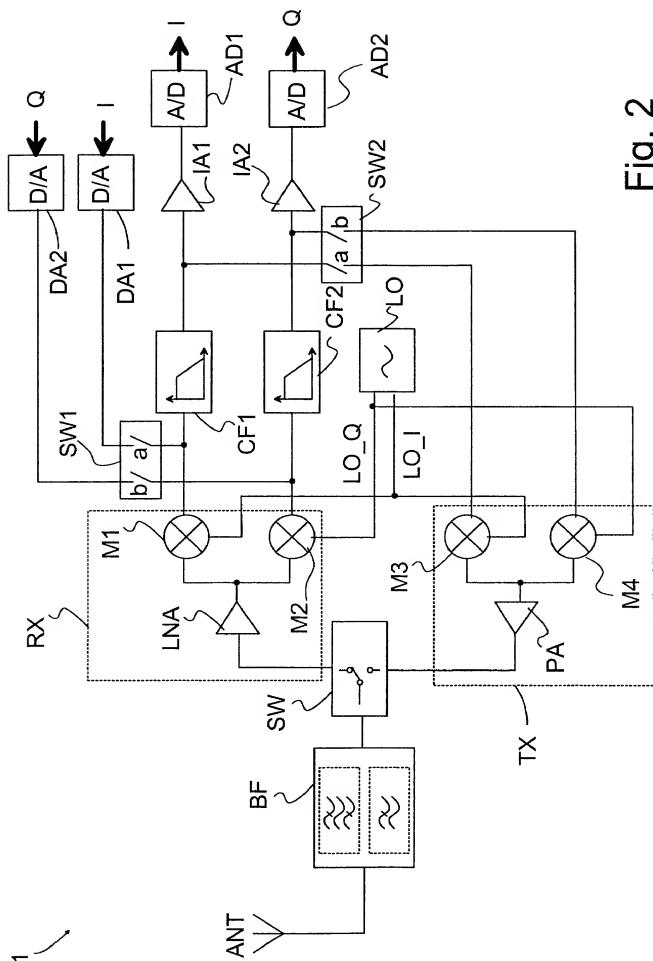 1
ANT
BF
SW
RX
LNA
M1
M2
SW1
b
a
DA2
DA1
D/A
D/A
Q
I
CF1
CF2
IA1
IA2
A/D
A/D
I
Q
AD1
AD2
SW2
a
b
LO
LO_Q
LO_I
M3
M4
PA
TX
Fig. 2